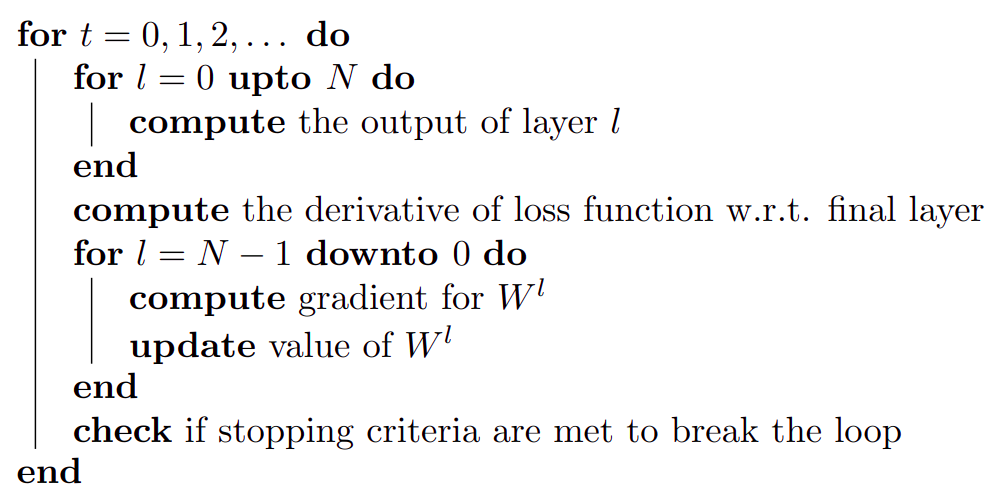 for t = 0, 1, 2, ... do
for l = 0 upto N do
compute the output of layer l
end
compute the derivative of loss function w.r.t. final layer
for l = N − 1 downto 0 do
compute gradient for W^l
update value of W^l
end
check if stopping criteria are met to break the loop
end